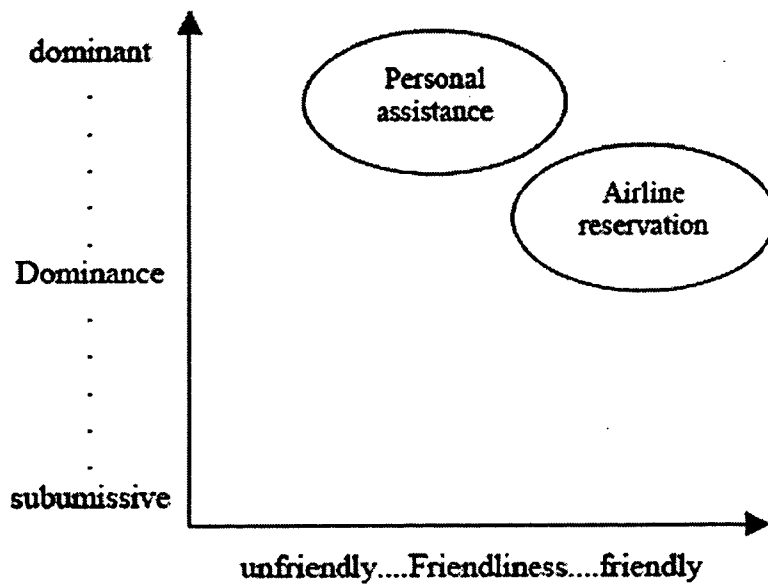 dominant
Personal
assistance
Airline
reservation
Dominance
subumissive
unfriendly....Friendliness....friendly